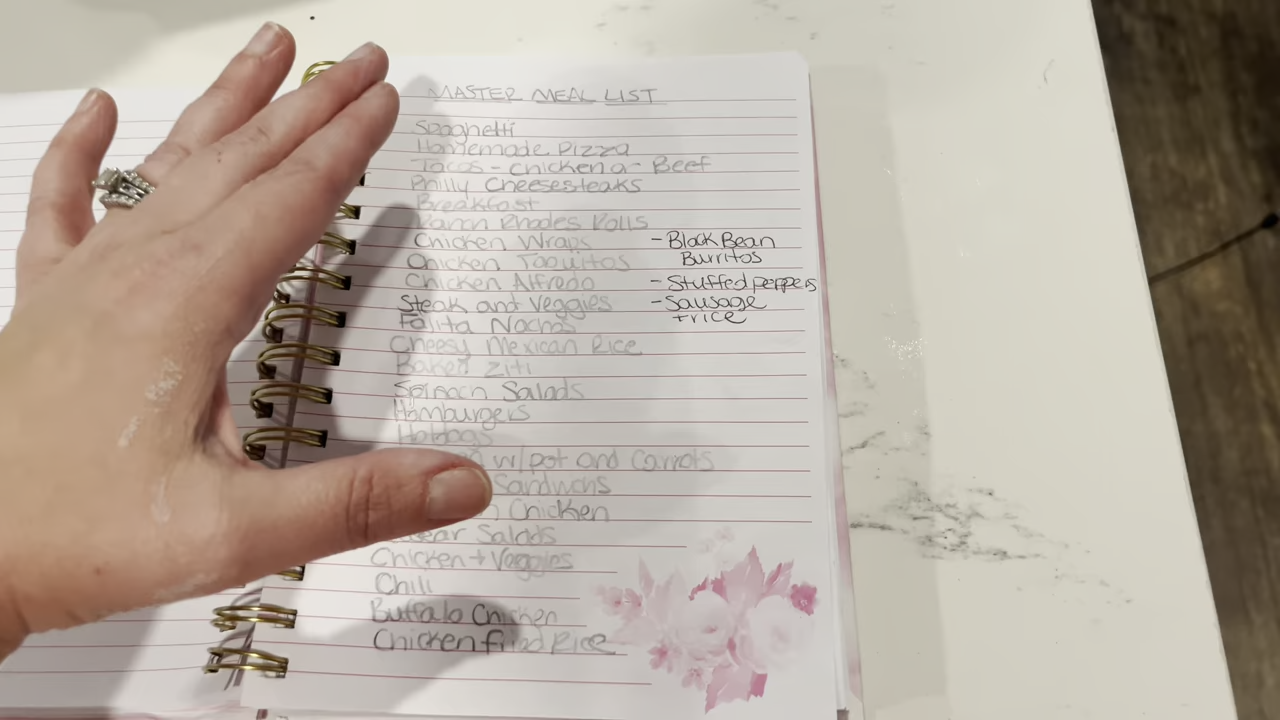 MASTER MEAL LIST
Spaghetti
Homemade Pizza
Tacos - Chicken or Beef
Philly Cheesesteaks
Breakfast
Karon Rhodes Rolls
Chicken Wraps
Chicken Taquitos
Chicken Alfredo
Steak and Veggies
Fajita Nachos
Cheesy Mexican Rice
Baked Ziti
Spinach Salads
Hamburgers
Hotdogs
w/pot and Carrots
Sandwchs
Chicken
Salads
Chicken + Veggies
Chili
Buffalo Chicken
Chicken fried Rice
- Black Bean
Burritos
- Stuffed peppers
- Sausage
+ rice